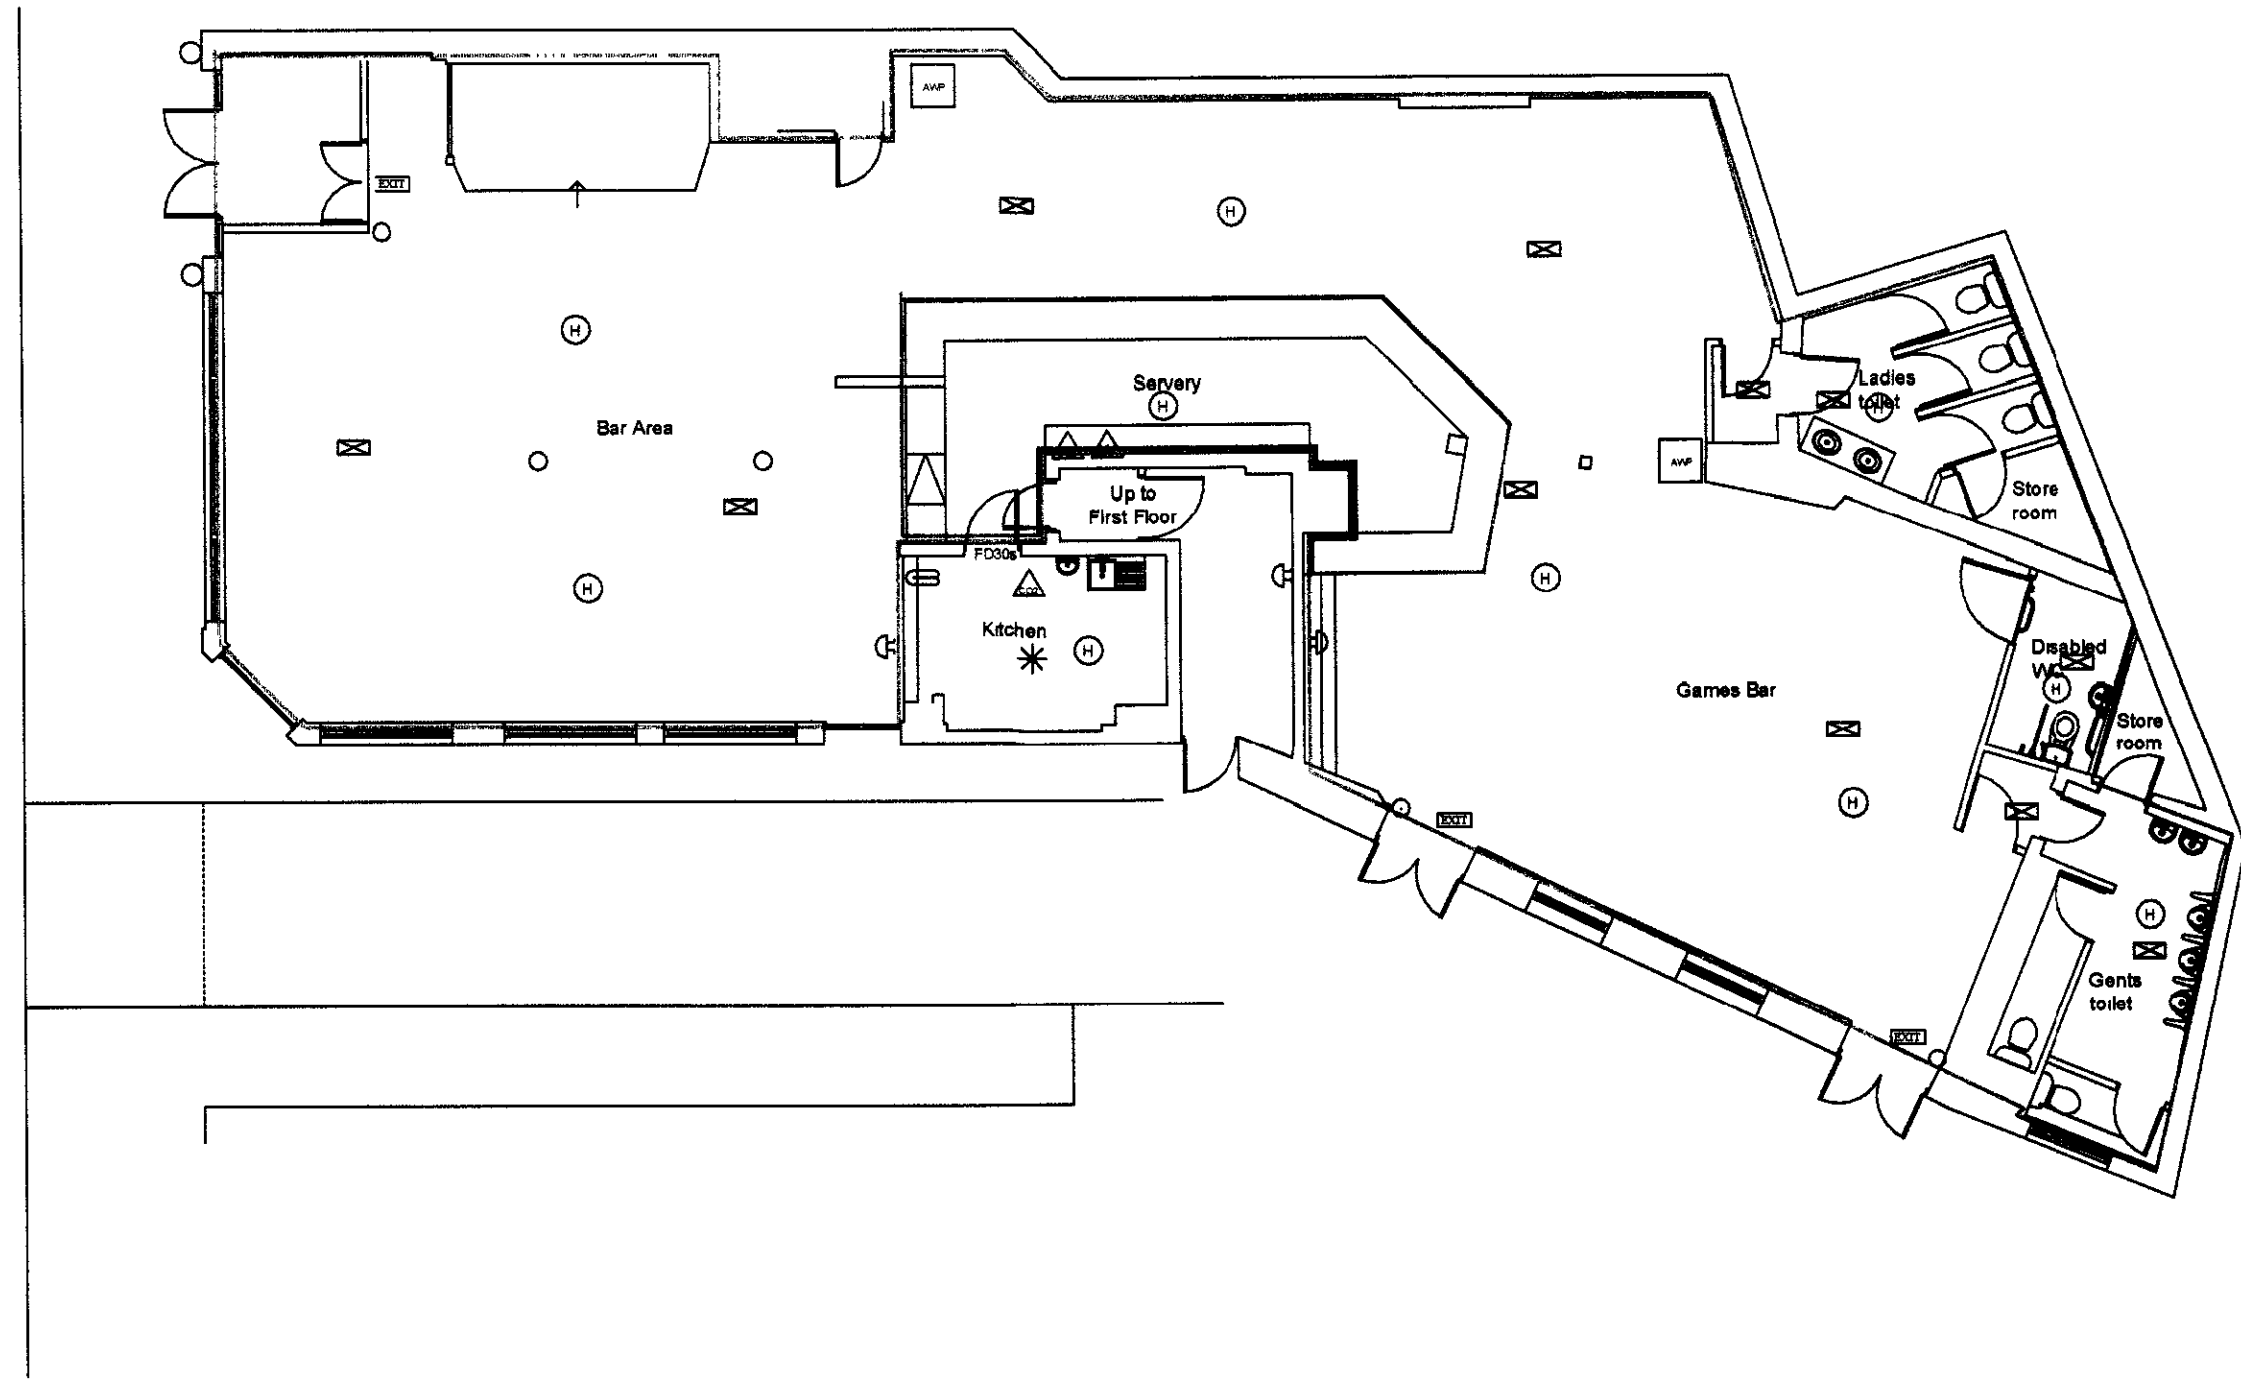 AWP
EXIT
H
H
Servery
H
Ladies
toilet
H
Bar Area
AWP
Up to
First Floor
Store
room
FD30s
H
CO2
H
Kitchen
H
Disabled
WC
H
Games Bar
Store
room
H
EXIT
H
Gents
toilet
EXIT